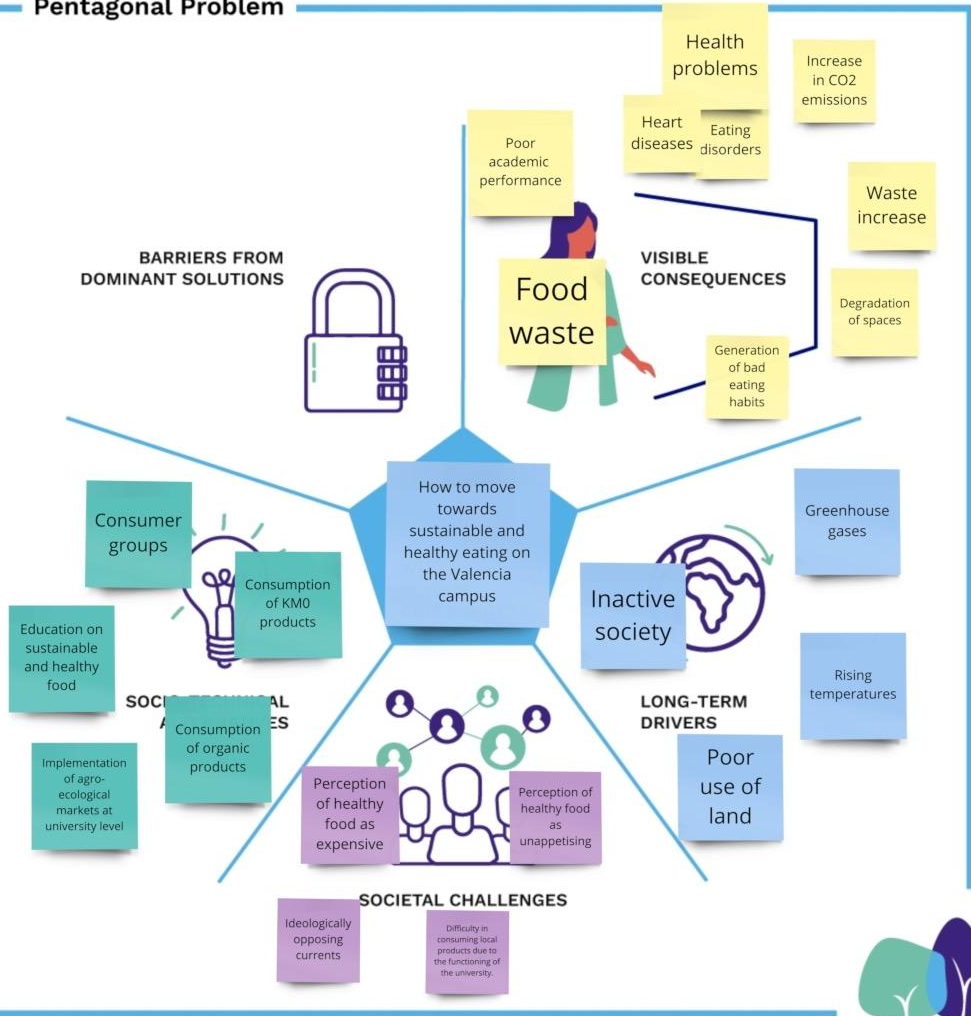 Pentagonal Problem
Health
problems
Increase
in CO2
emissions
Heart
diseases
Eating
disorders
Poor
academic
performance
Waste
increase
BARRIERS FROM
DOMINANT SOLUTIONS
VISIBLE
CONSEQUENCES
Food
waste
Degradation
of spaces
Generation
of bad
eating
habits
How to move
towards
sustainable and
healthy eating on
the Valencia
campus
Consumer
groups
Consumption
of KM0
products
Education on
sustainable
and healthy
food
Consumption
of organic
products
Implementation
of agro-
ecological
markets at
university level
Greenhouse
gases
Inactive
society
Rising
temperatures
LONG-TERM
DRIVERS
Poor
use of
land
Perception
of healthy
food as
expensive
Perception of
healthy food
as
unappetising
SOCIETAL CHALLENGES
Ideologically
opposing
currents
Difficulty in
consuming local
products due to
the functioning of
the university.